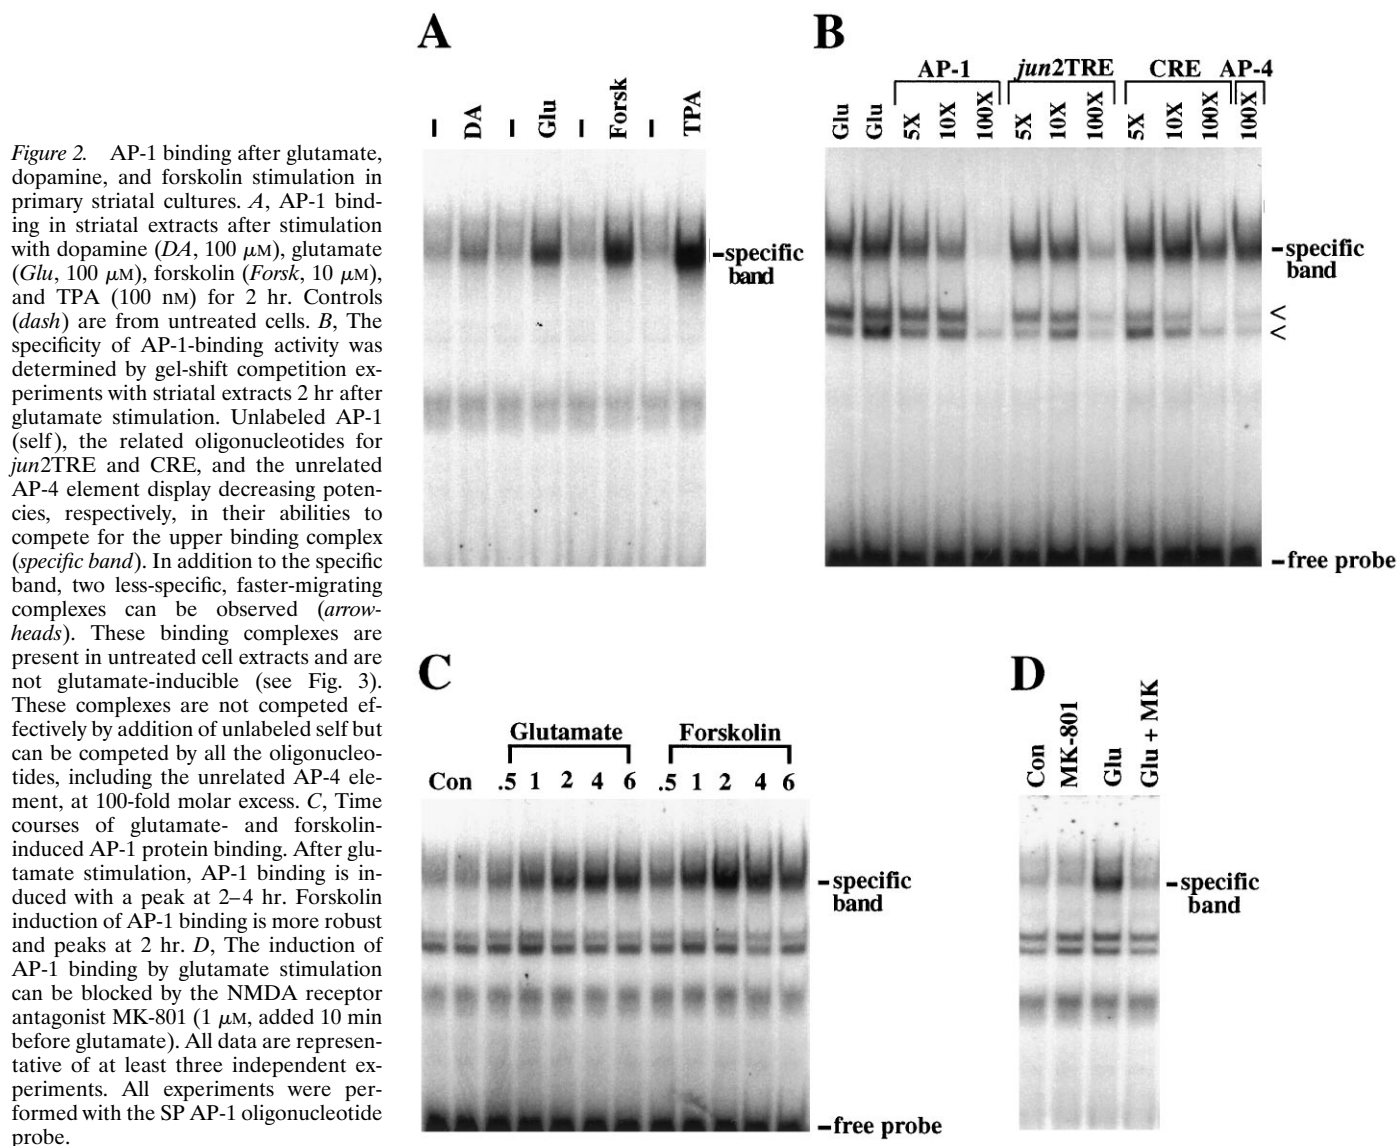 Figure 2. AP-1 binding after glutamate,
dopamine, and forskolin stimulation in
primary striatal cultures. A, AP-1 bind-
ing in striatal extracts after stimulation
with dopamine (DA, 100 μM), glutamate
(Glu, 100 μM), forskolin (Forsk, 10 μM),
and TPA (100 nM) for 2 hr. Controls
(dash) are from untreated cells. B, The
specificity of AP-1-binding activity was
determined by gel-shift competition ex-
periments with striatal extracts 2 hr after
glutamate stimulation. Unlabeled AP-1
(self), the related oligonucleotides for
jun2TRE and CRE, and the unrelated
AP-4 element display decreasing poten-
cies, respectively, in their abilities to
compete for the upper binding complex
(specific band). In addition to the specific
band, two less-specific, faster-migrating
complexes can be observed (arrow-
heads). These binding complexes are
present in untreated cell extracts and are
not glutamate-inducible (see Fig. 3).
These complexes are not competed ef-
fectively by addition of unlabeled self but
can be competed by all the oligonucleo-
tides, including the unrelated AP-4 ele-
ment, at 100-fold molar excess. C, Time
courses of glutamate- and forskolin-
induced AP-1 protein binding. After glu-
tamate stimulation, AP-1 binding is in-
duced with a peak at 2–4 hr. Forskolin
induction of AP-1 binding is more robust
and peaks at 2 hr. D, The induction of
AP-1 binding by glutamate stimulation
can be blocked by the NMDA receptor
antagonist MK-801 (1 μM, added 10 min
before glutamate). All data are represen-
tative of at least three independent ex-
periments. All experiments were per-
formed with the SP AP-1 oligonucleotide
probe.
A
– DA – Glu – Forsk – TPA
–specific
band
B
AP-1 jun2TRE CRE AP-4
Glu Glu 5X 10X 100X 5X 10X 100X 5X 10X 100X 100X
–specific
band
<
<
–free probe
C
Glutamate Forskolin
Con .5 1 2 4 6 .5 1 2 4 6
–specific
band
–free probe
D
Con MK-801 Glu Glu + MK
–specific
band